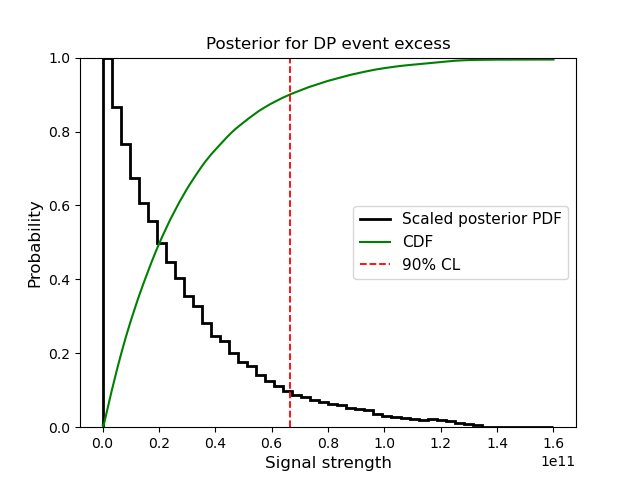 Posterior for DP event excess
Probability
1.0
0.8
0.6
0.4
0.2
0.0
Scaled posterior PDF
CDF
90% CL
0.0 0.2 0.4 0.6 0.8 1.0 1.2 1.4 1.6
1e11
Signal strength